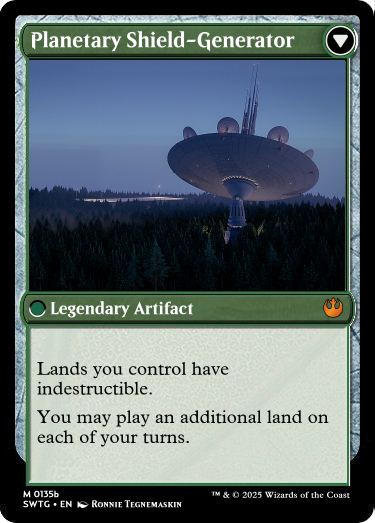 Planetary Shield-Generator
Legendary Artifact
Lands you control have
indestructible.
You may play an additional land on
each of your turns.
M 0135b
SWTG • EN Ronnie Tegnemaskin
™ & © 2025 Wizards of the Coast